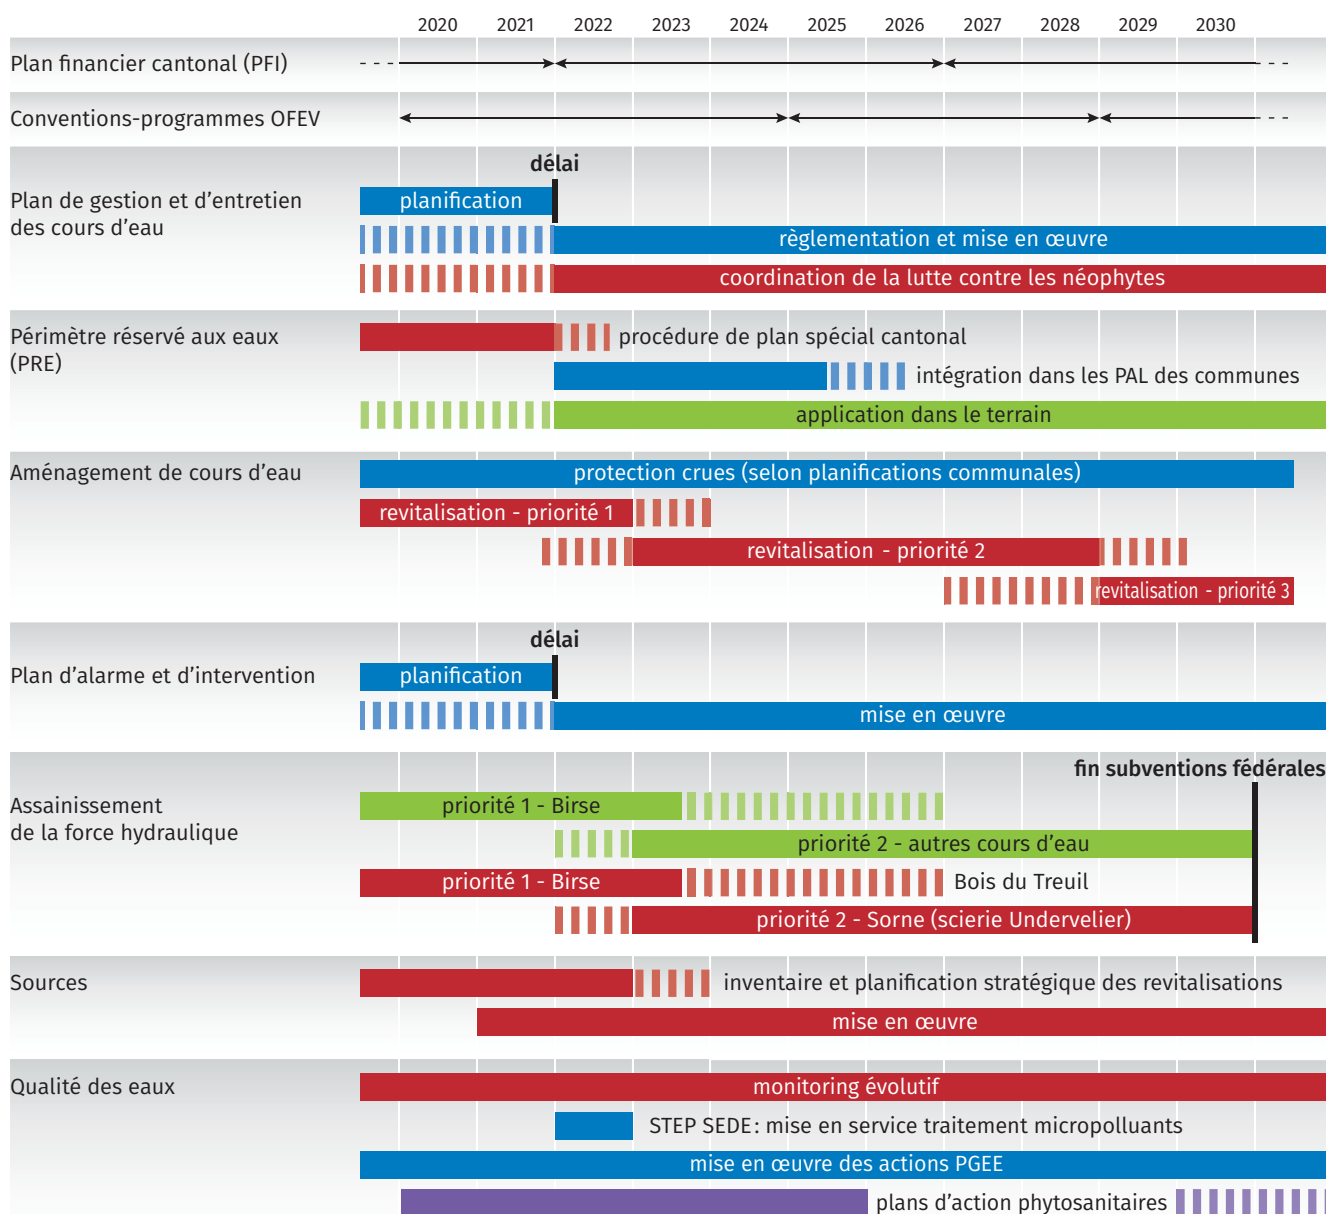 2020 2021 2022 2023 2024 2025 2026 2027 2028 2029 2030
Plan financier cantonal (PFI)
Conventions-programmes OFEV
délai
Plan de gestion et d'entretien
des cours d'eau
planification
règlementation et mise en œuvre
coordination de la lutte contre les néophytes
Périmètre réservé aux eaux
(PRE)
procédure de plan spécial cantonal
intégration dans les PAL des communes
application dans le terrain
Aménagement de cours d'eau
protection crues (selon planifications communales)
revitalisation - priorité 1
revitalisation - priorité 2
revitalisation - priorité 3
délai
Plan d'alarme et d'intervention
planification
mise en œuvre
fin subventions fédérales
Assainissement
de la force hydraulique
priorité 1 - Birse
priorité 2 - autres cours d'eau
priorité 1 - Birse
Bois du Treuil
priorité 2 - Sorne (scierie Undervelier)
Sources
inventaire et planification stratégique des revitalisations
mise en œuvre
Qualité des eaux
monitoring évolutif
STEP SEDE: mise en service traitement micropolluants
mise en œuvre des actions PGEE
plans d'action phytosanitaires